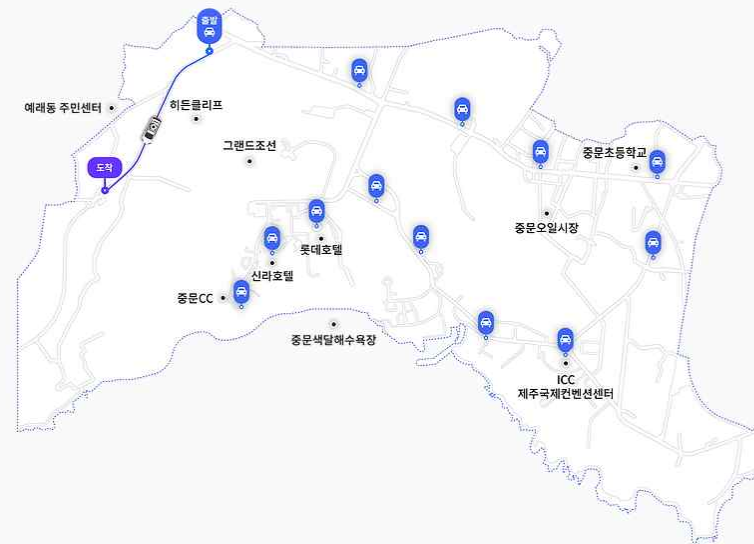 출발
예래동 주민센터
히든클리프
그랜드조선
중문초등학교
도착
중문오일시장
롯데호텔
신라호텔
중문CC
중문색달해수욕장
ICC
제주국제컨벤션센터